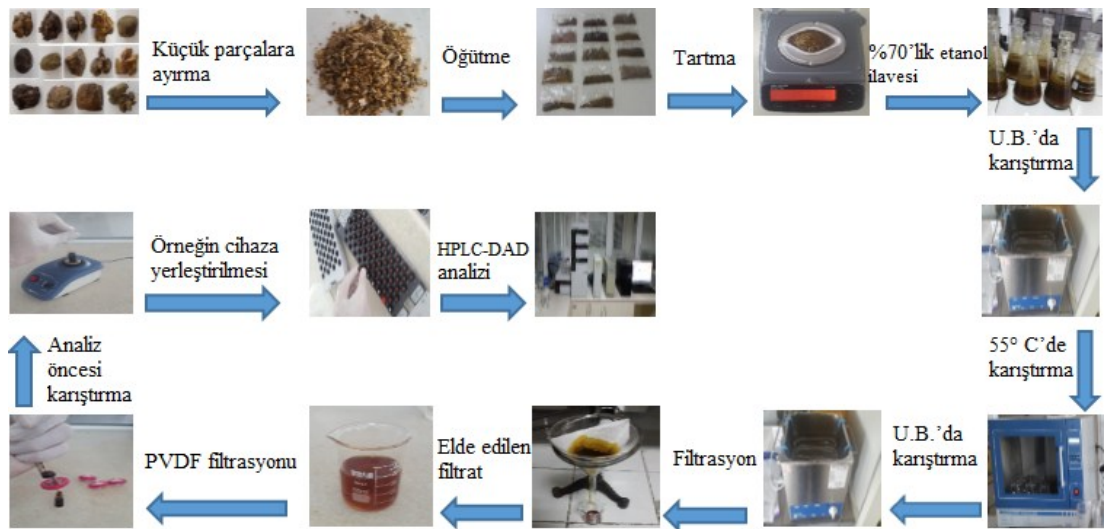 Küçük parçalara
ayırma
Öğütme
Tartma
%70'lik etanol
ilavesi
U.B.'da
karıştırma
55° C'de
karıştırma
U.B.'da
karıştırma
Filtrasyon
Elde edilen
filtrat
PVDF filtrasyonu
Analiz
öncesi
karıştırma
Örneğin cihaza
yerleştirilmesi
HPLC-DAD
analizi